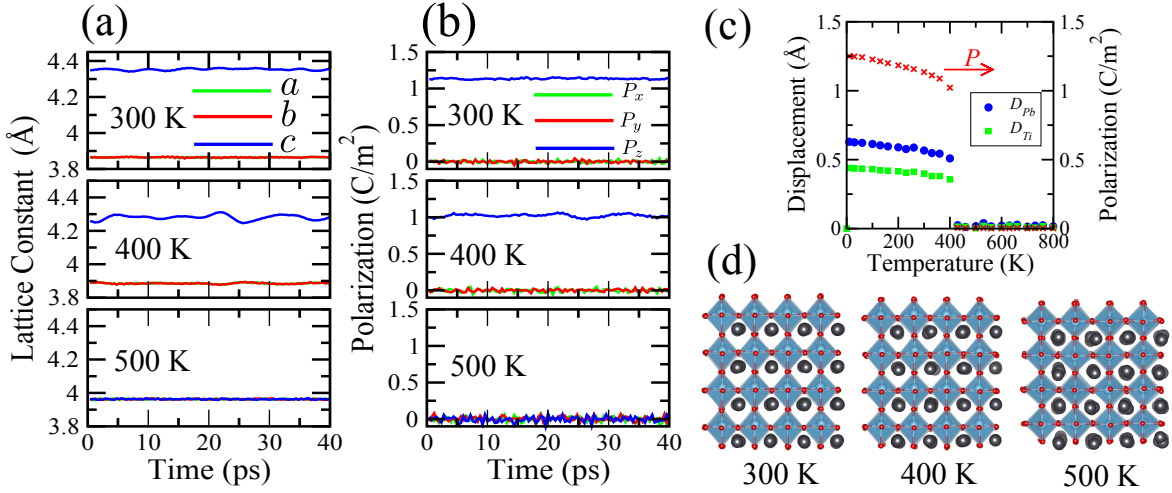 (a)
Lattice Constant (Å)
4.4
4.2
4
3.8
4.4
4.2
4
3.8
4.4
4.2
4
3.8
300 K
a
b
c
400 K
500 K
0 10 20 30 40
Time (ps)
(b)
Polarization (C/m²)
1.5
1
0.5
0
1.5
1
0.5
0
1.5
1
0.5
0
300 K
Pₓ
P_y
P_z
400 K
500 K
0 10 20 30 40
Time (ps)
(c)
Displacement (Å)
1.5
1
0.5
0
P
D_Pb
D_Ti
1.5
1
0.5
0
Polarization (C/m²)
0 200 400 600 800
Temperature (K)
(d)
300 K 400 K 500 K